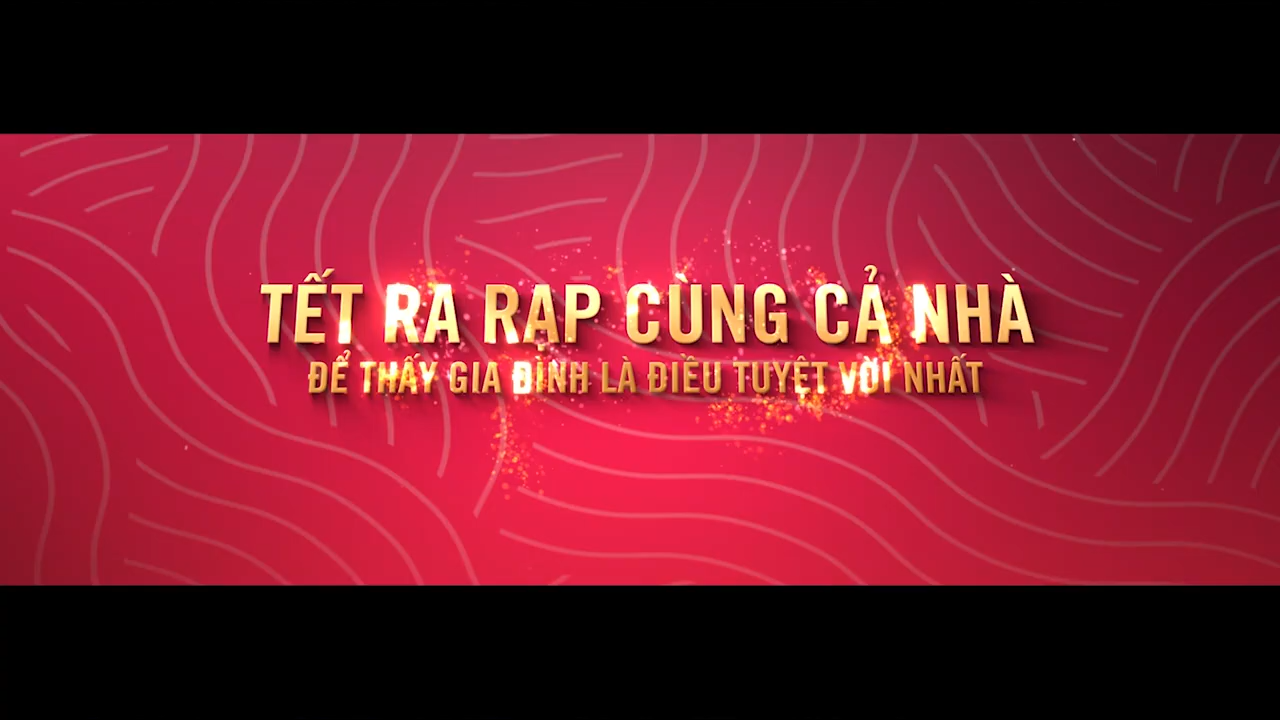 TẾT RA RẠP CÙNG CẢ NHÀ
ĐỂ THẤY GIA ĐÌNH LÀ ĐIỀU TUYỆT VỜI NHẤT